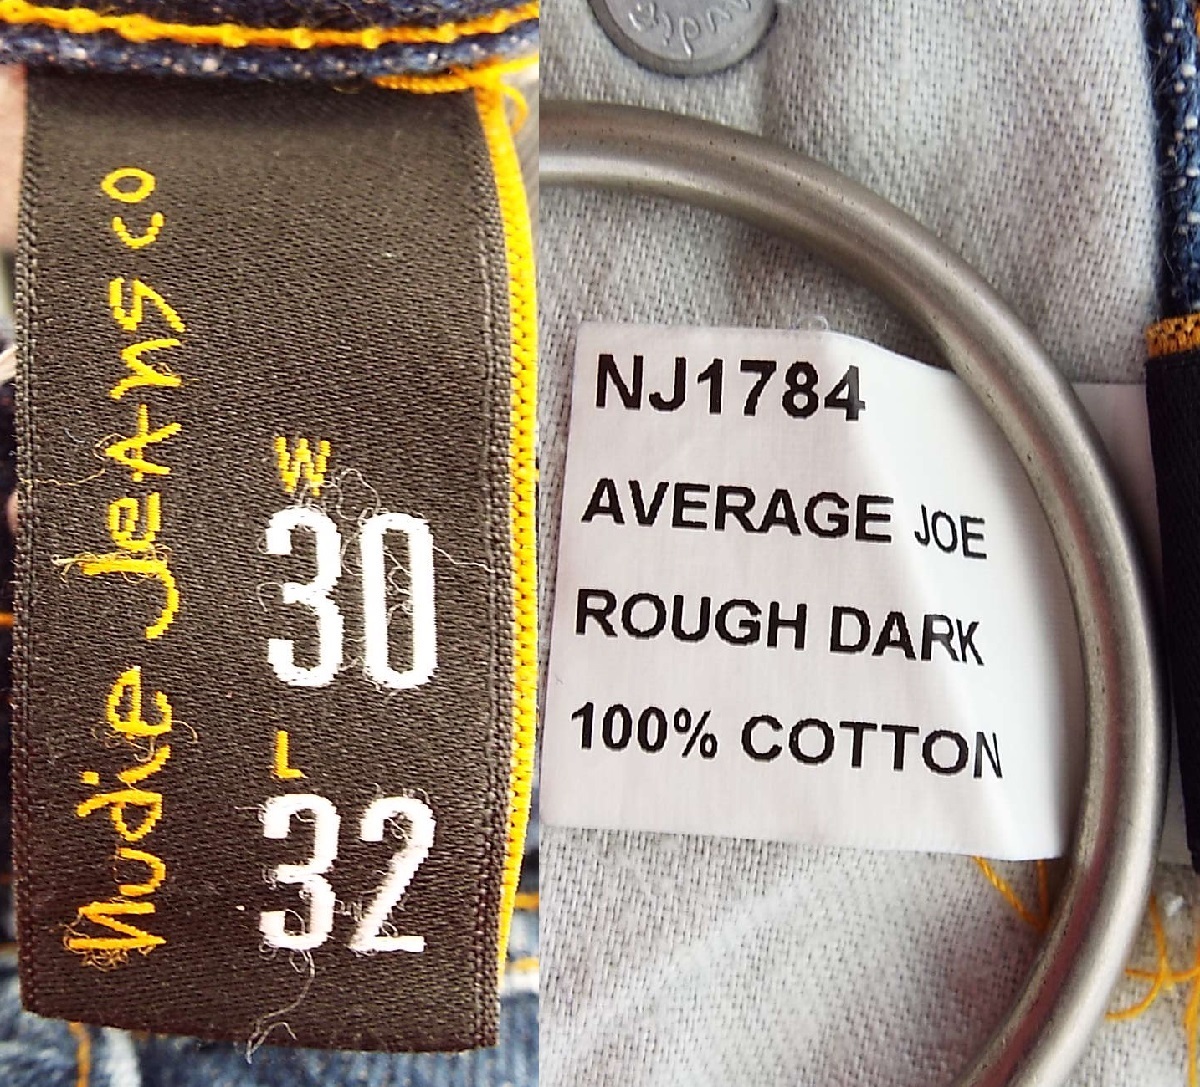 Nudie Jeans co
W
30
L
32
NJ1784
AVERAGE JOE
ROUGH DARK
100% COTTON